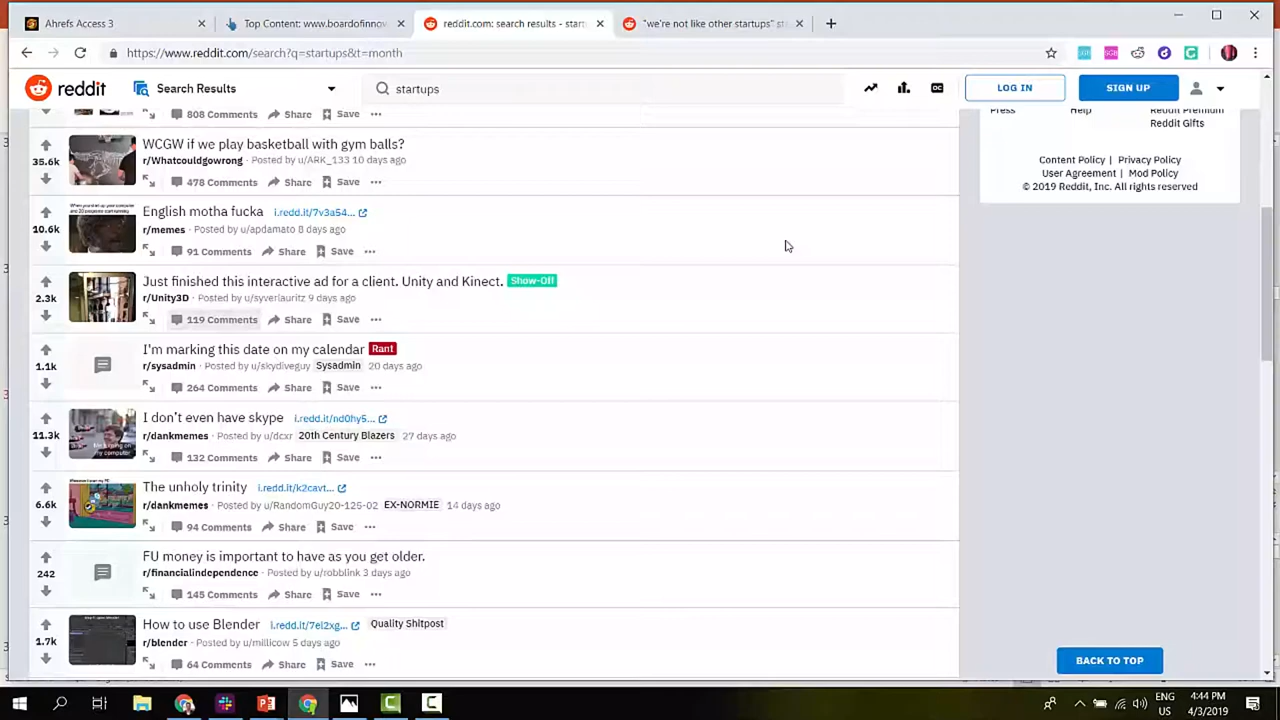 Ahrefs Access 3
Top Content: www.boardofinnov
reddit.com: search results - start
"we're not like other startups" st
https://www.reddit.com/search?q=startups&t=month
reddit
Search Results
startups
LOG IN
SIGN UP
808 Comments Share Save
Press
Help
Reddit Premium
Reddit Gifts
Content Policy | Privacy Policy
User Agreement | Mod Policy
© 2019 Reddit, Inc. All rights reserved
WCGW if we play basketball with gym balls?
35.6k
r/Whatcouldgowrong · Posted by u/ARK_133 10 days ago
478 Comments Share Save
English motha fucka i.redd.it/7v3a54...
10.6k
r/memes · Posted by u/apdamato 8 days ago
91 Comments Share Save
Just finished this interactive ad for a client. Unity and Kinect. Show-Off
2.3k
r/Unity3D · Posted by u/syverlauritz 9 days ago
119 Comments Share Save
I'm marking this date on my calendar Rant
1.1k
r/sysadmin · Posted by u/skydiveguy Sysadmin 20 days ago
264 Comments Share Save
I don't even have skype i.redd.it/nd0hy5...
11.3k
r/dankmemes · Posted by u/dcxr 20th Century Blazers 27 days ago
132 Comments Share Save
The unholy trinity i.redd.it/k2cavt...
6.6k
r/dankmemes · Posted by u/RandomGuy20-125-02 EX-NORMIE 14 days ago
94 Comments Share Save
FU money is important to have as you get older.
242
r/financialindependence · Posted by u/robblink 3 days ago
145 Comments Share Save
How to use Blender i.redd.it/7el2xg... Quality Shitpost
1.7k
r/blender · Posted by u/millicow 5 days ago
64 Comments Share Save
BACK TO TOP
ENG
US
4:44 PM
4/3/2019